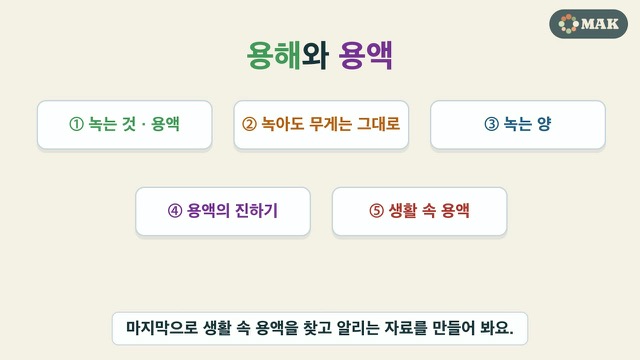 MAK
용해와 용액
① 녹는 것 · 용액
② 녹아도 무게는 그대로
③ 녹는 양
④ 용액의 진하기
⑤ 생활 속 용액
마지막으로 생활 속 용액을 찾고 알리는 자료를 만들어 봐요.